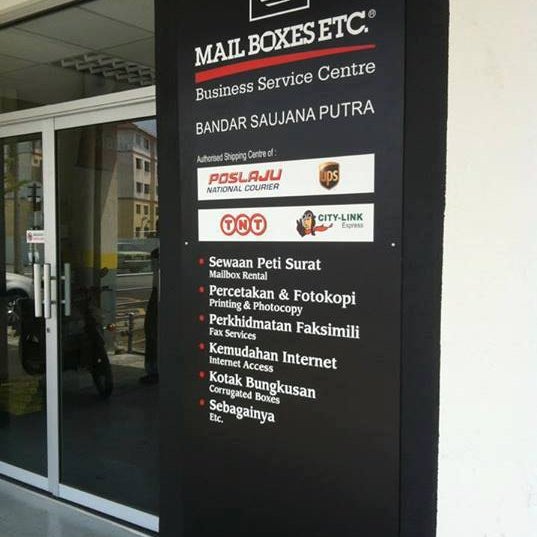 MAIL BOXES ETC.®
Business Service Centre
BANDAR SAUJANA PUTRA
Authorised Shipping Centre of :
POSLAJU
NATIONAL COURIER
ups
TNT
CITY-LINK
Express
Sewaan Peti Surat
Mailbox Rental
Percetakan & Fotokopi
Printing & Photocopy
Perkhidmatan Faksimili
Fax Services
Kemudahan Internet
Internet Access
Kotak Bungkusan
Corrugated Boxes
Sebagainya
Etc.